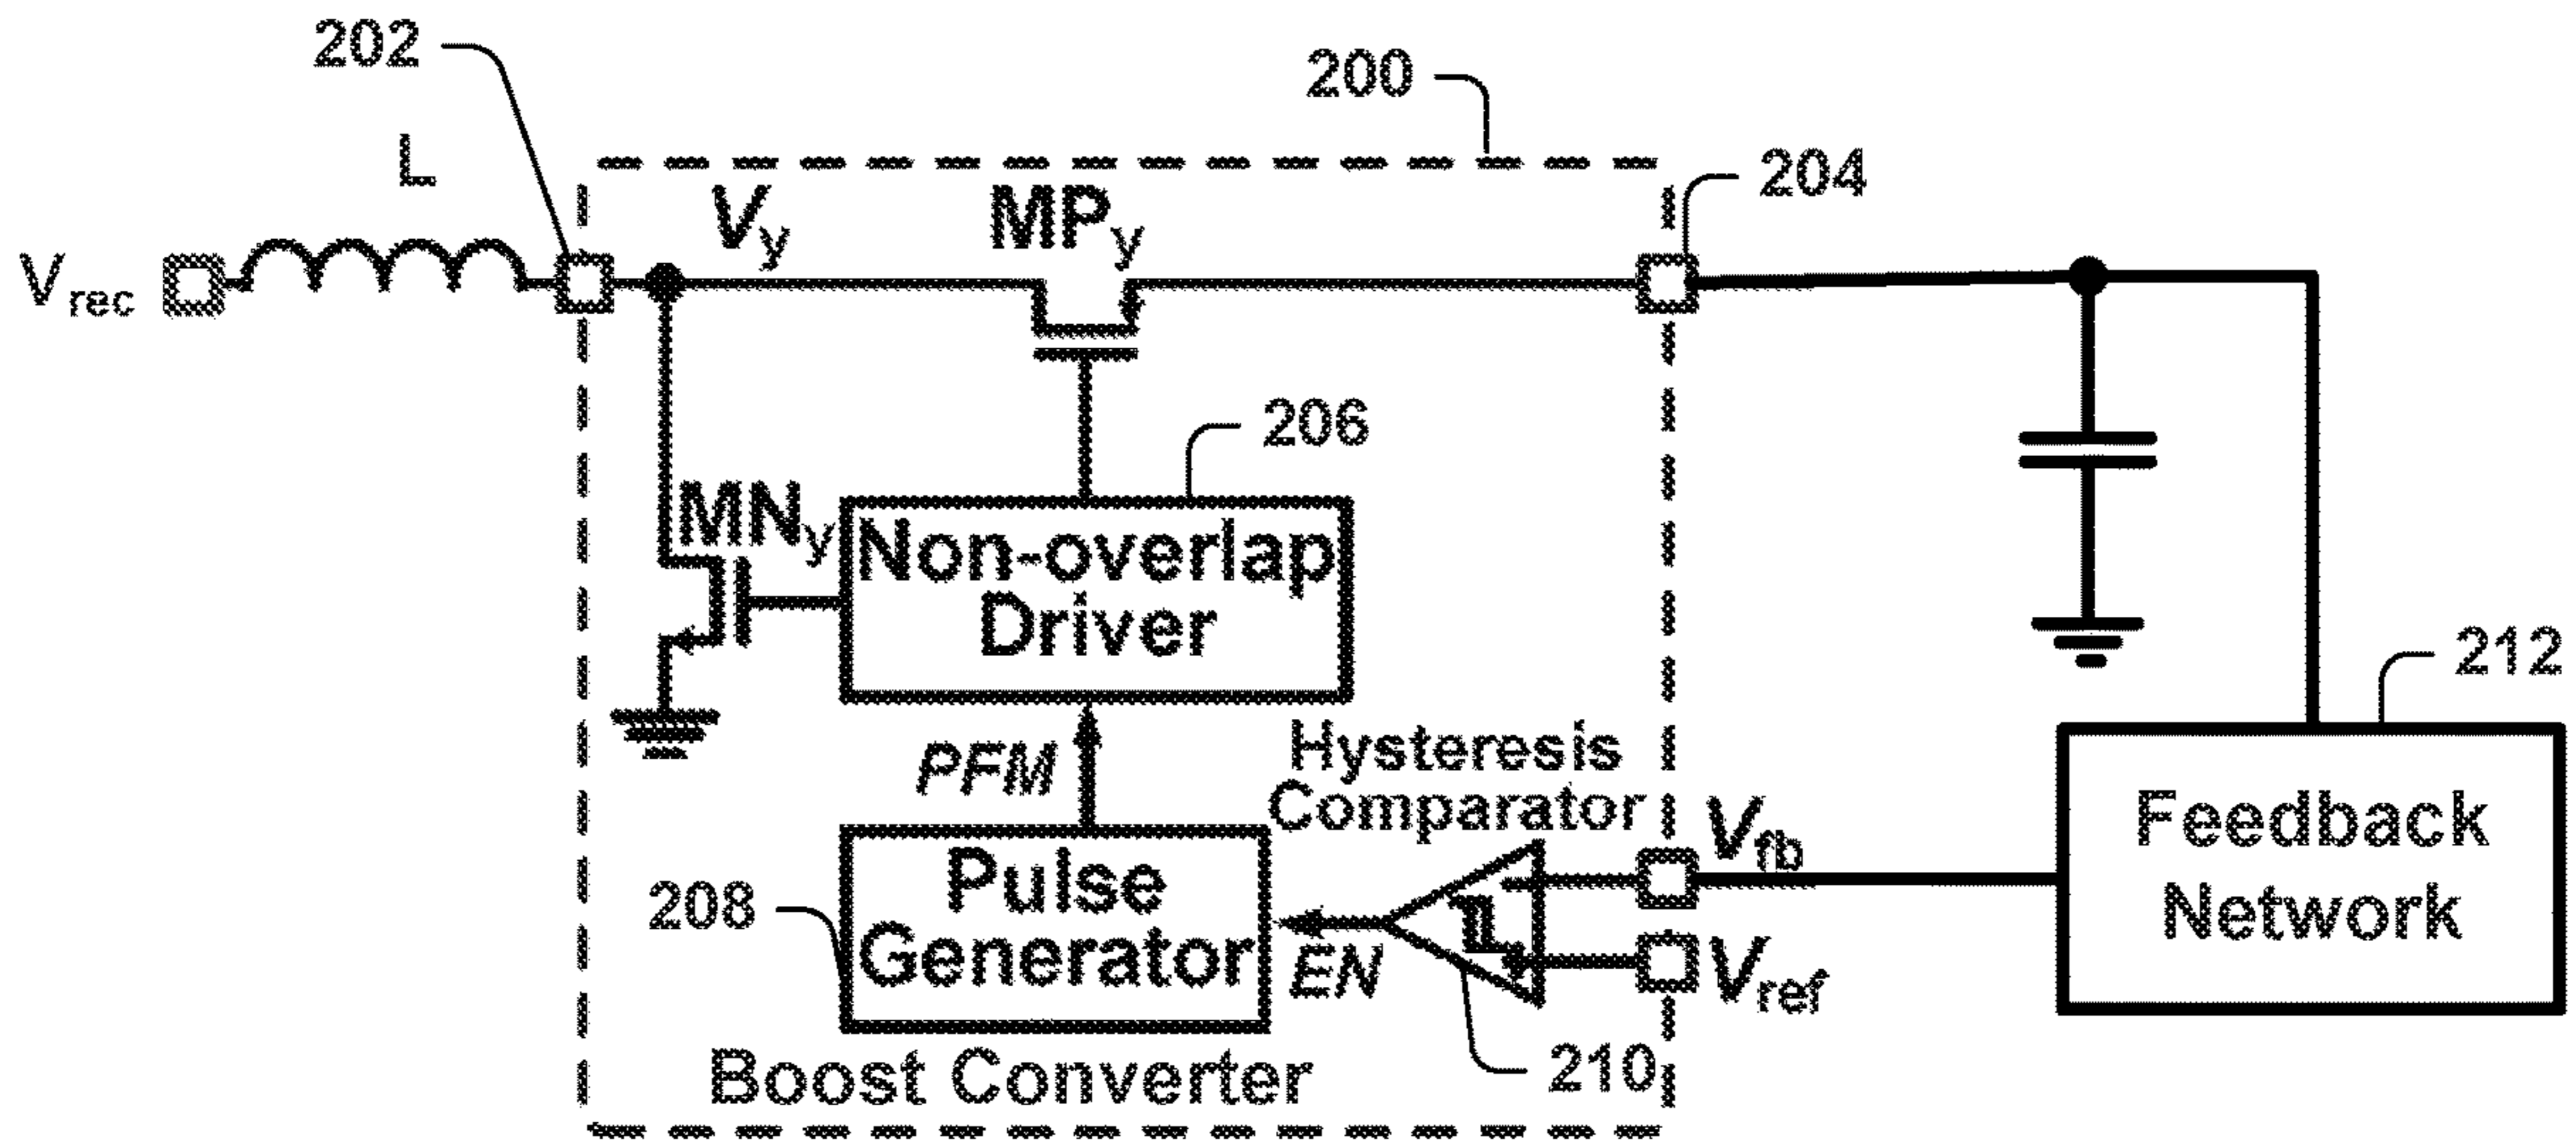 202
200
L
204
Vy
MPy
Vrec
206
MNy
Non-overlap
Driver
212
PFM
Hysteresis
Comparator
Vfb
Feedback
Network
Pulse
Generator
208
EN
Vref
210
Boost Converter